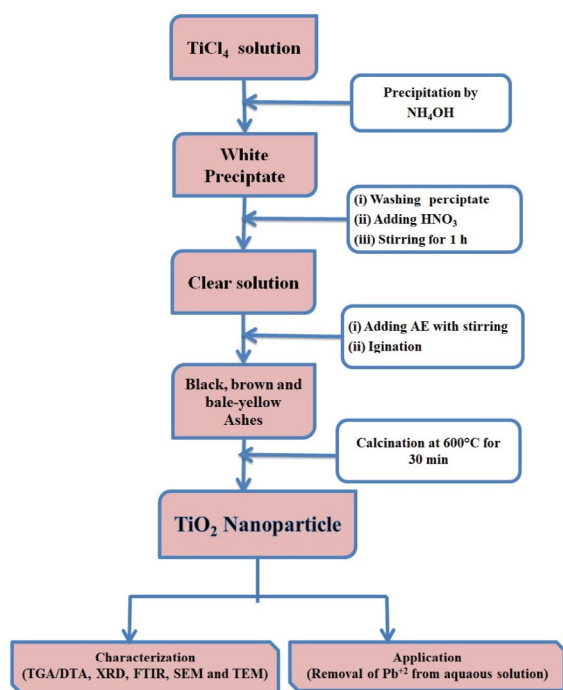 TiCl₄ solution
Precipitation by
NH₄OH
White
Preciptate
(i) Washing perciptate
(ii) Adding HNO₃
(iii) Stirring for 1 h
Clear solution
(i) Adding AE with stirring
(ii) Igination
Black, brown and
bale-yellow
Ashes
Calcination at 600°C for
30 min
TiO₂ Nanoparticle
Characterization
(TGA/DTA, XRD, FTIR, SEM and TEM)
Application
(Removal of Pb⁺² from aquaous solution)